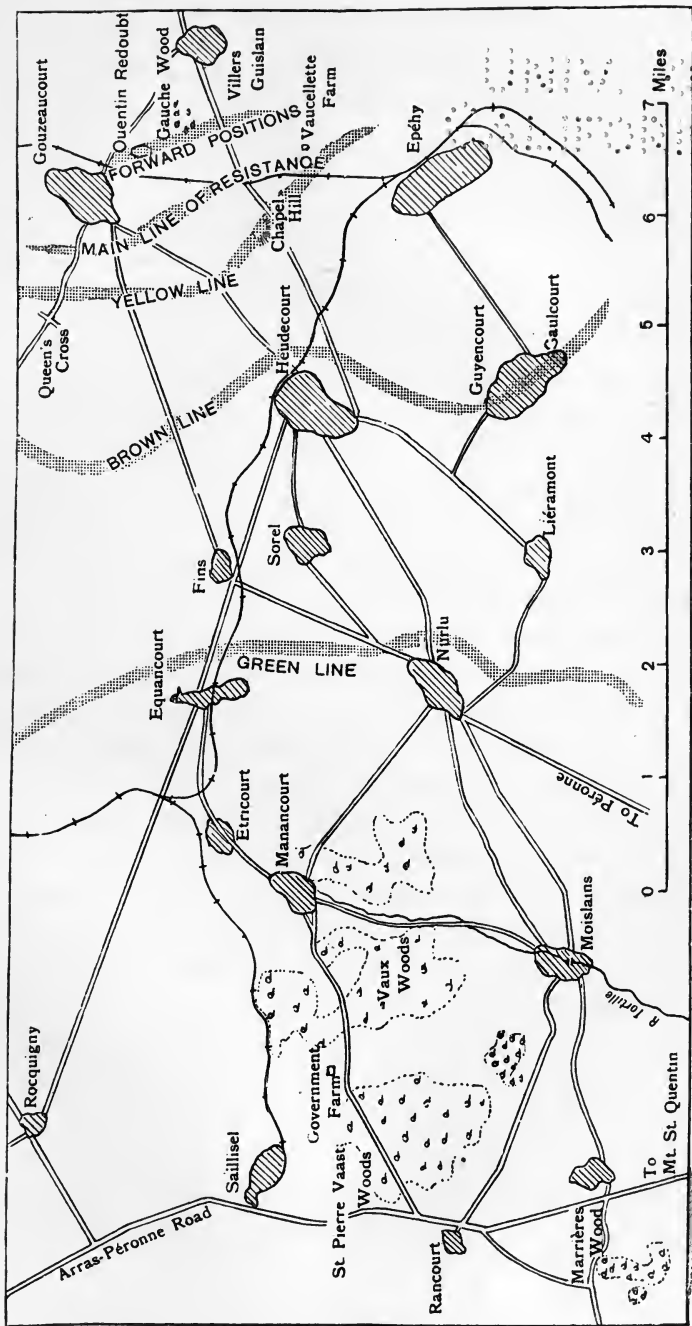 Gouzeaucourt
Quentin Redoubt
Gauche Wood
Villers
Guislain
FORWARD POSITIONS
Vaucellette
Farm
MAIN LINE OF RESISTANCE
Chapel
Hill
YELLOW LINE
Queen's
Cross
Epéhy
BROWN LINE
Heudecourt
Guyencourt
Gaulcourt
Fins
Sorel
Liéramont
GREEN LINE
Equancourt
Nurlu
Etricourt
Manancourt
To Péronne
Vaux
Woods
Moislains
R Tortille
Rocquigny
Government
Farm
Saillisel
St Pierre Vaast
Woods
Arras-Péronne Road
Rancourt
Marrières
Wood
To
Mt St Quentin
0 1 2 3 4 5 6 7 Miles